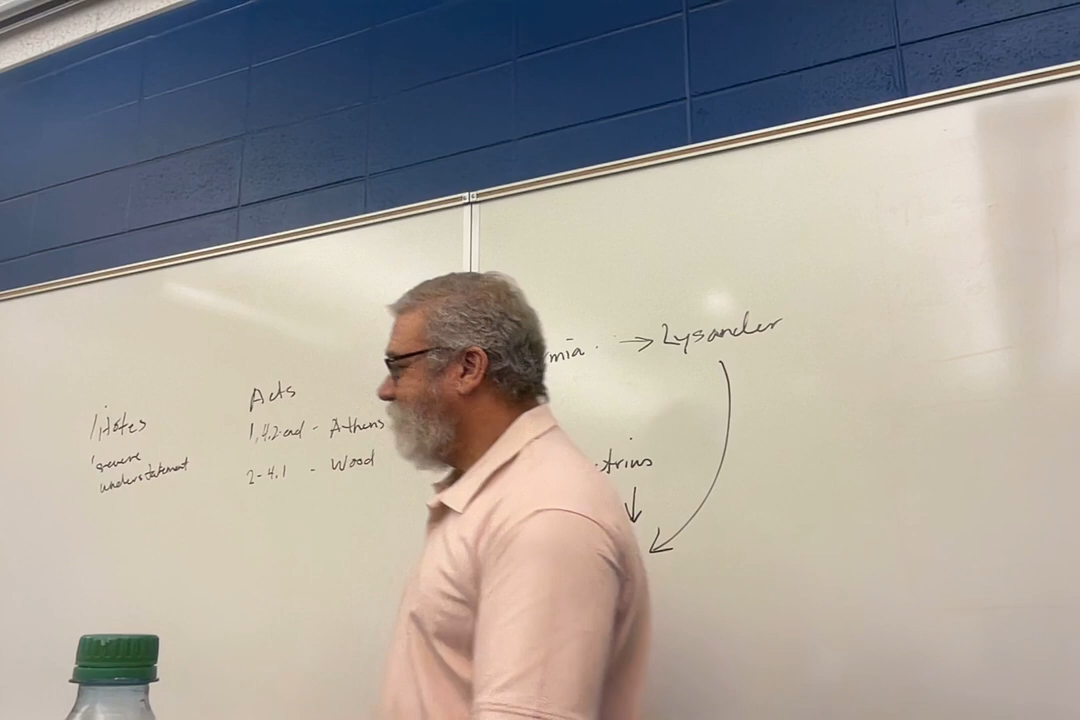 litotes
severe
understatement
Acts
1, 4.2-end - Athens
2-4.1 - Wood
mia. → Lysander
trius